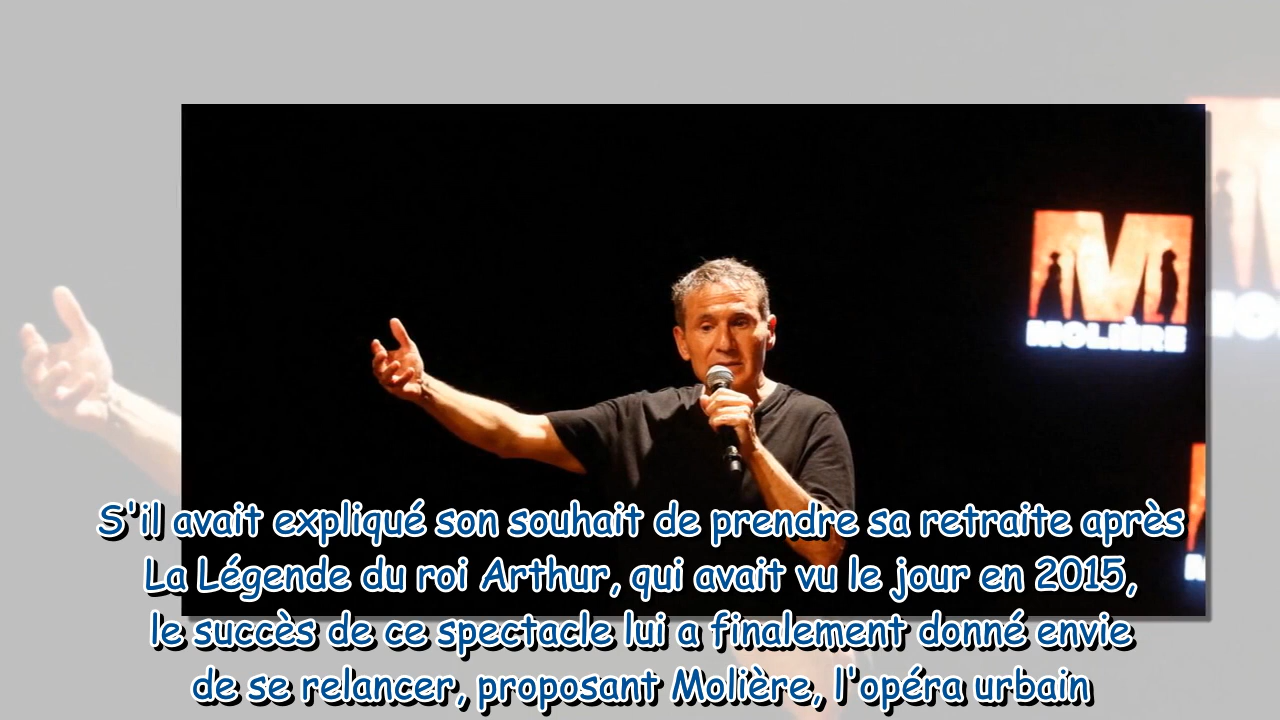 MOLIÈRE
S'il avait expliqué son souhait de prendre sa retraite après
La Légende du roi Arthur, qui avait vu le jour en 2015,
le succès de ce spectacle lui a finalement donné envie
de se relancer, proposant Molière, l'opéra urbain